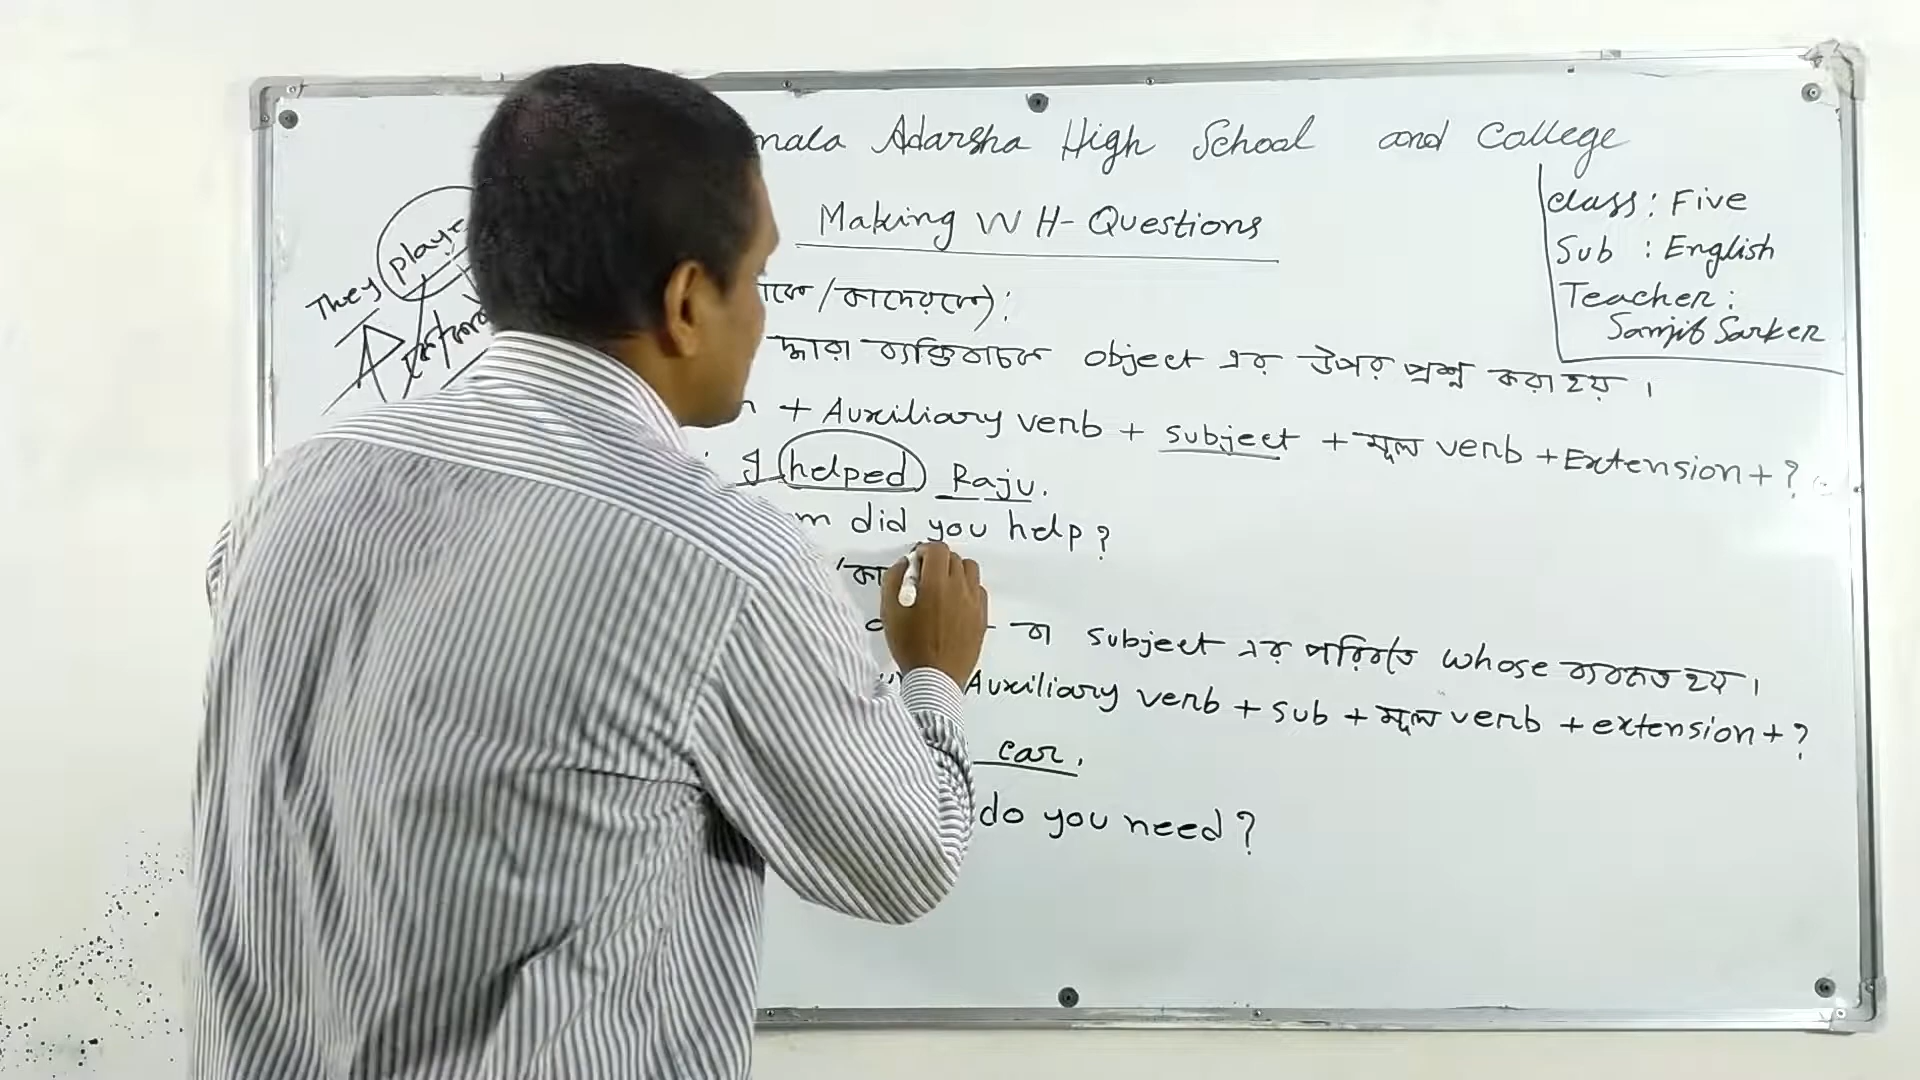 Adarsha High School and College
Making WH-Questions
class: Five
Sub : English
Teacher:
Sanjib Sarker
They
/কাদেরকে):
দ্বারা ব্যক্তিবাচক object এর উপর প্রশ্ন করা হয় ।
+ Auxiliary verb + subject + মূল verb + Extension + ?
I helped Raju.
did you help?
বা subject এর পরিবর্তে whose ব্যবহৃত হয় ।
Auxiliary verb + sub + মূল verb + extension + ?
car.
do you need?